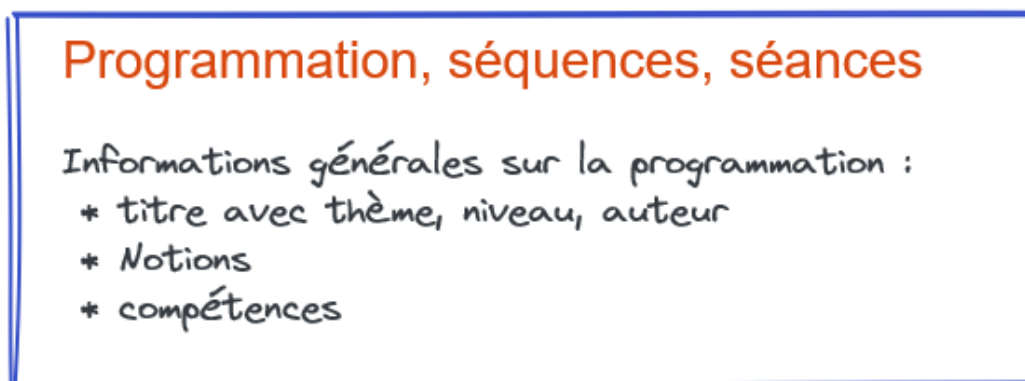 Programmation, séquences, séances
Informations générales sur la programmation :
* titre avec thème, niveau, auteur
* Notions
* compétences